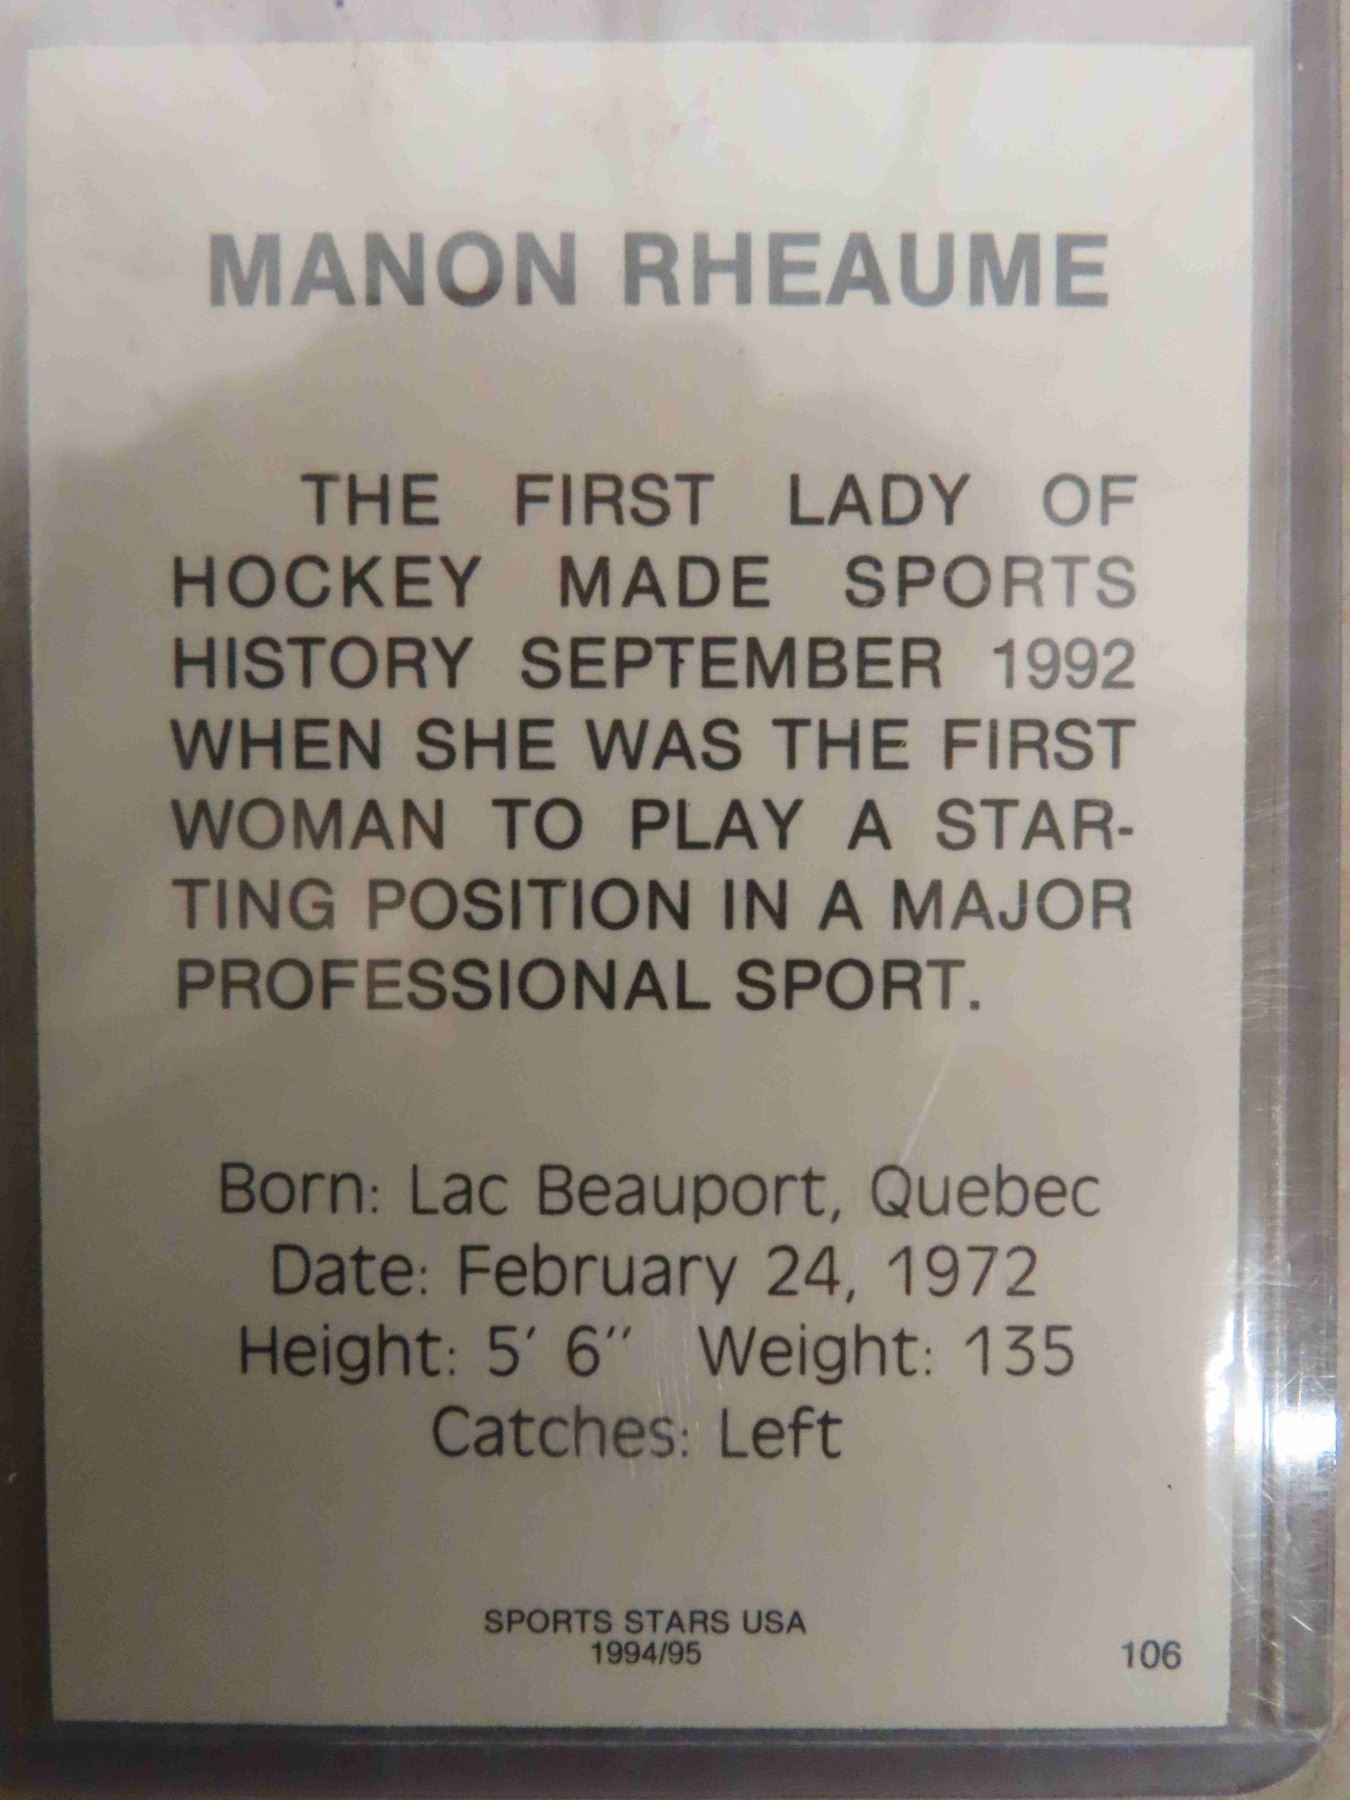 MANON RHEAUME
THE FIRST LADY OF
HOCKEY MADE SPORTS
HISTORY SEPTEMBER 1992
WHEN SHE WAS THE FIRST
WOMAN TO PLAY A STAR-
TING POSITION IN A MAJOR
PROFESSIONAL SPORT.
Born: Lac Beauport, Quebec
Date: February 24, 1972
Height: 5' 6" Weight: 135
Catches: Left
SPORTS STARS USA
1994/95
106